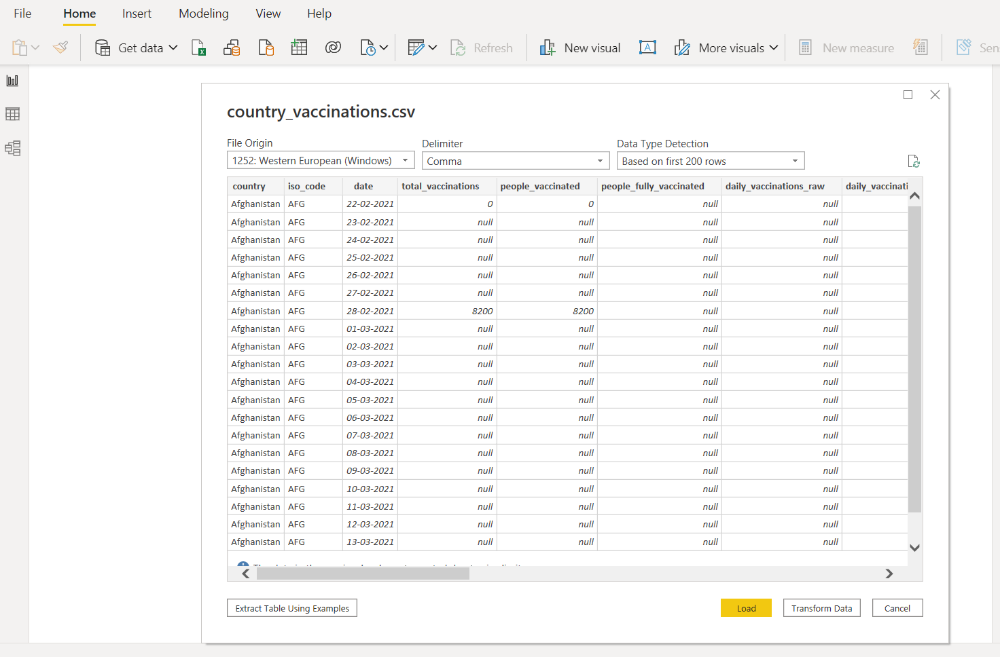 File Home Insert Modeling View Help
Get data Refresh New visual A More visuals New measure Sen
country_vaccinations.csv
File Origin Delimiter Data Type Detection
1252: Western European (Windows) Comma Based on first 200 rows
country iso_code date total_vaccinations people_vaccinated people_fully_vaccinated daily_vaccinations_raw daily_vaccinati
Afghanistan AFG 22-02-2021 0 0 null null
Afghanistan AFG 23-02-2021 null null null null
Afghanistan AFG 24-02-2021 null null null null
Afghanistan AFG 25-02-2021 null null null null
Afghanistan AFG 26-02-2021 null null null null
Afghanistan AFG 27-02-2021 null null null null
Afghanistan AFG 28-02-2021 8200 8200 null null
Afghanistan AFG 01-03-2021 null null null null
Afghanistan AFG 02-03-2021 null null null null
Afghanistan AFG 03-03-2021 null null null null
Afghanistan AFG 04-03-2021 null null null null
Afghanistan AFG 05-03-2021 null null null null
Afghanistan AFG 06-03-2021 null null null null
Afghanistan AFG 07-03-2021 null null null null
Afghanistan AFG 08-03-2021 null null null null
Afghanistan AFG 09-03-2021 null null null null
Afghanistan AFG 10-03-2021 null null null null
Afghanistan AFG 11-03-2021 null null null null
Afghanistan AFG 12-03-2021 null null null null
Afghanistan AFG 13-03-2021 null null null null
Extract Table Using Examples Load Transform Data Cancel